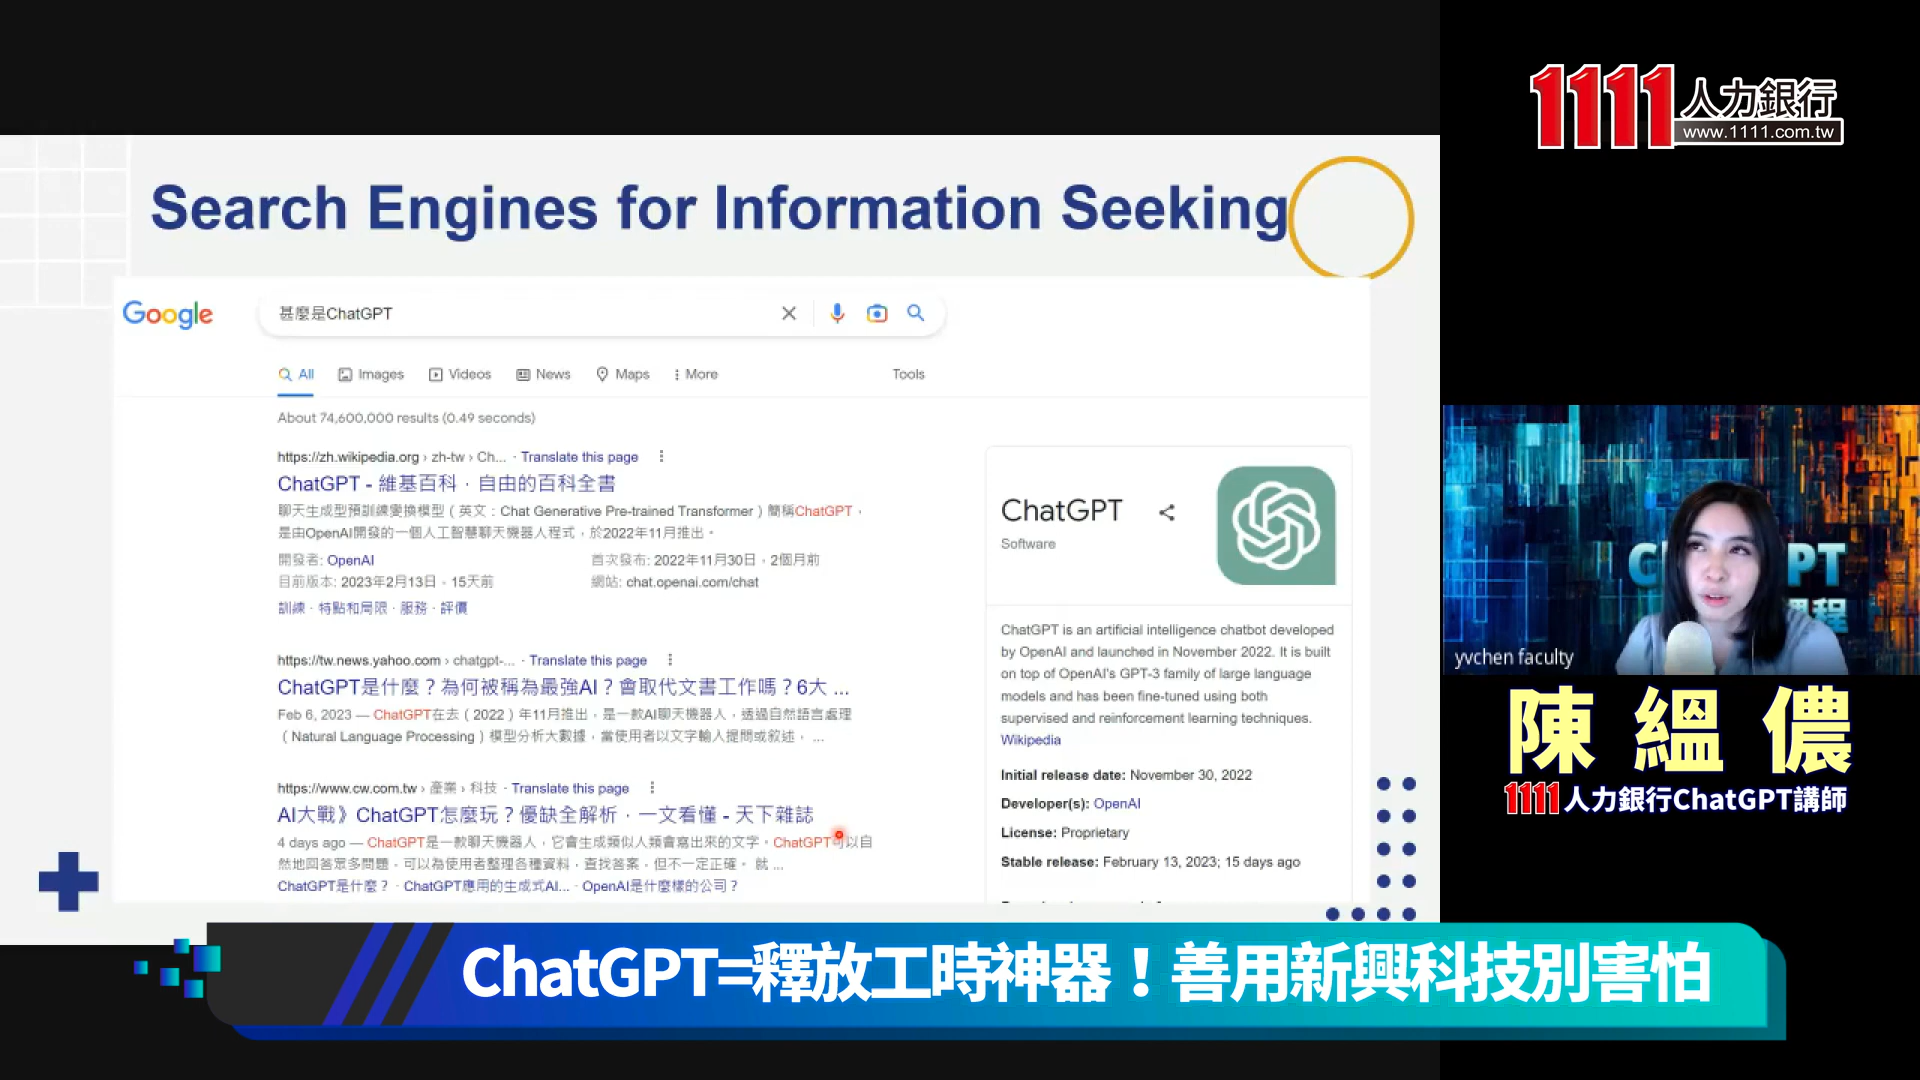 1111人力銀行
www.1111.com.tw
Search Engines for Information Seeking
Google
甚麼是ChatGPT
All
Images
Videos
News
Maps
More
Tools
About 74,600,000 results (0.49 seconds)
https://zh.wikipedia.org › zh-tw › Ch... · Translate this page
ChatGPT - 維基百科，自由的百科全書
聊天生成型預訓練變換模型（英文：Chat Generative Pre-trained Transformer）簡稱ChatGPT，
是由OpenAI開發的一個人工智慧聊天機器人程式，於2022年11月推出。
開發者: OpenAI
首次發布: 2022年11月30日，2個月前
目前版本: 2023年2月13日，15天前
網站: chat.openai.com/chat
訓練 · 特點和局限 · 服務 · 評價
https://tw.news.yahoo.com › chatgpt-... · Translate this page
ChatGPT是什麼？為何被稱為最強AI？會取代文書工作嗎？6大 ...
Feb 6, 2023 — ChatGPT在去（2022）年11月推出，是一款AI聊天機器人，透過自然語言處理
（Natural Language Processing）模型分析大數據，當使用者以文字輸入提問或敘述， ...
https://www.cw.com.tw › 產業 › 科技 · Translate this page
AI大戰》ChatGPT怎麼玩？優缺全解析，一文看懂 - 天下雜誌
4 days ago — ChatGPT是一款聊天機器人，它會生成類似人類會寫出來的文字。ChatGPT可以自
然地回答眾多問題，可以為使用者整理各種資料，查找答案，但不一定正確。 就 ...
ChatGPT是什麼？ · ChatGPT應用的生成式AI... · OpenAI是什麼樣的公司？
ChatGPT
Software
ChatGPT is an artificial intelligence chatbot developed
by OpenAI and launched in November 2022. It is built
on top of OpenAI's GPT-3 family of large language
models and has been fine-tuned using both
supervised and reinforcement learning techniques.
Wikipedia
Initial release date: November 30, 2022
Developer(s): OpenAI
License: Proprietary
Stable release: February 13, 2023; 15 days ago
yvchen faculty
陳縕儂
1111人力銀行ChatGPT講師
ChatGPT=釋放工時神器！善用新興科技別害怕